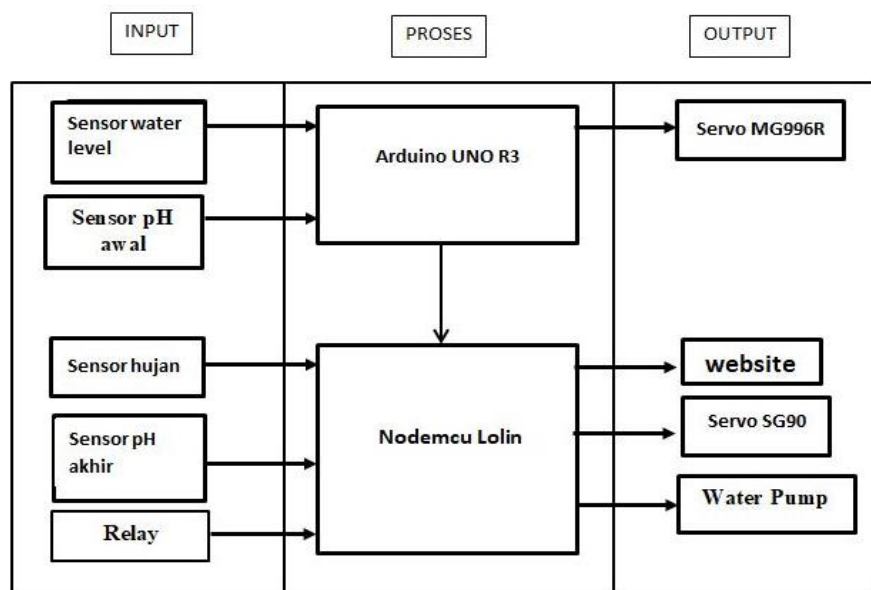 INPUT
PROSES
OUTPUT
Sensor water
level
Arduino UNO R3
Servo MG996R
Sensor pH
awal
Sensor hujan
Nodemcu Lolin
website
Sensor pH
akhir
Servo SG90
Relay
Water Pump